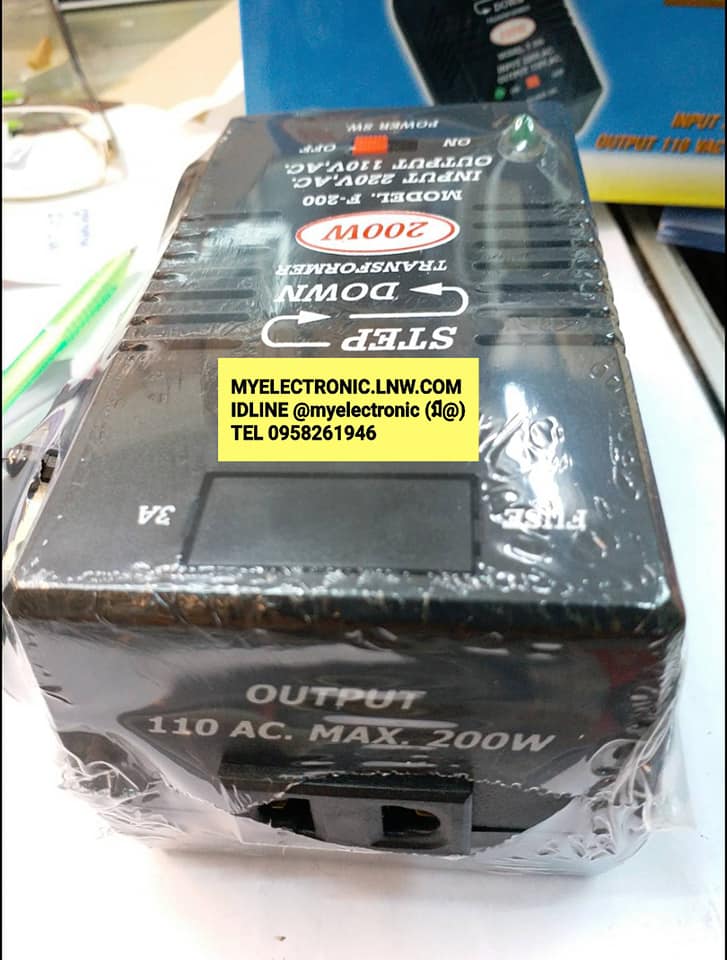 INPUT
OUTPUT 110 VAC
POWER SW.
OFF ON
OUTPUT 110V.AC.
INPUT 220V.AC.
MODEL. F-200
200W
TRANSFORMER
DOWN
STEP
MYELECTRONIC.LNW.COM
IDLINE @myelectronic (มี@)
TEL 0958261946
3A FUSE
OUTPUT
110 AC. MAX. 200W